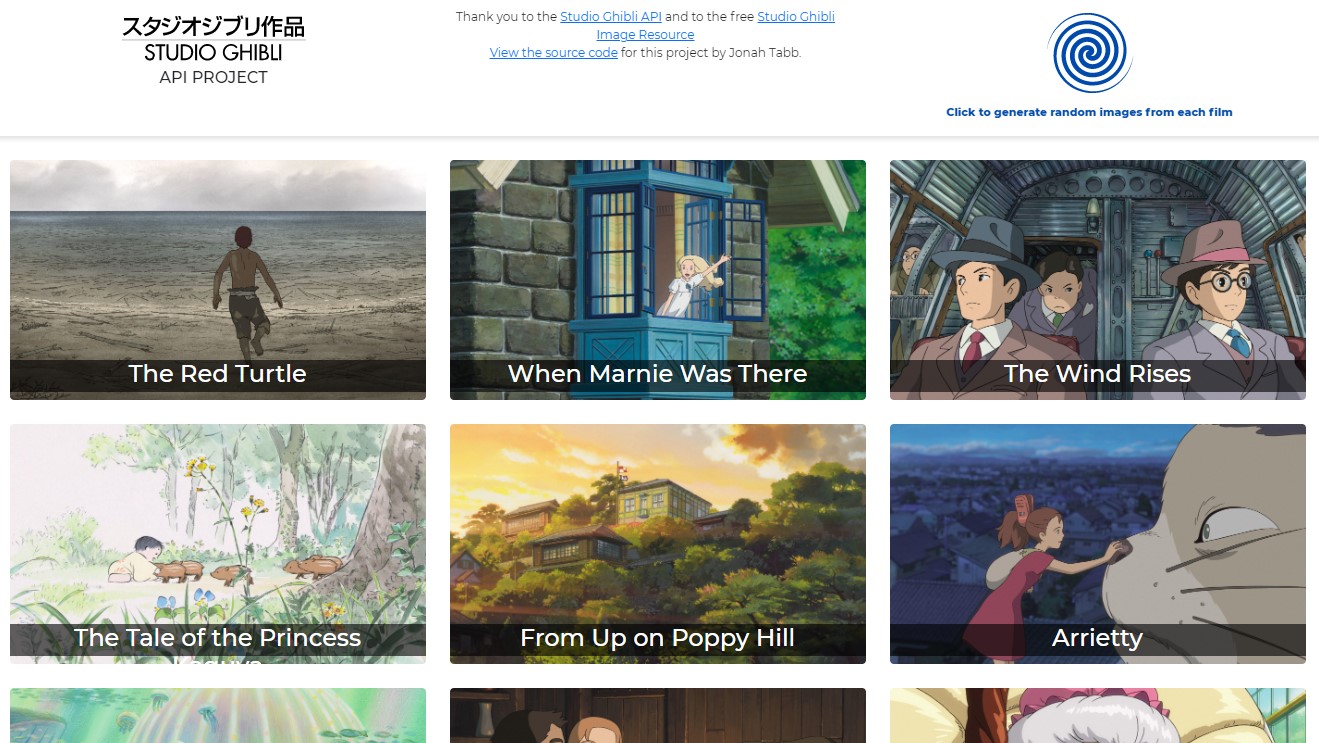 スタジオジブリ作品
STUDIO GHIBLI
API PROJECT
Thank you to the Studio Ghibli API and to the free Studio Ghibli
Image Resource
View the source code for this project by Jonah Tabb.
Click to generate random images from each film
The Red Turtle
When Marnie Was There
The Wind Rises
The Tale of the Princess
From Up on Poppy Hill
Arrietty